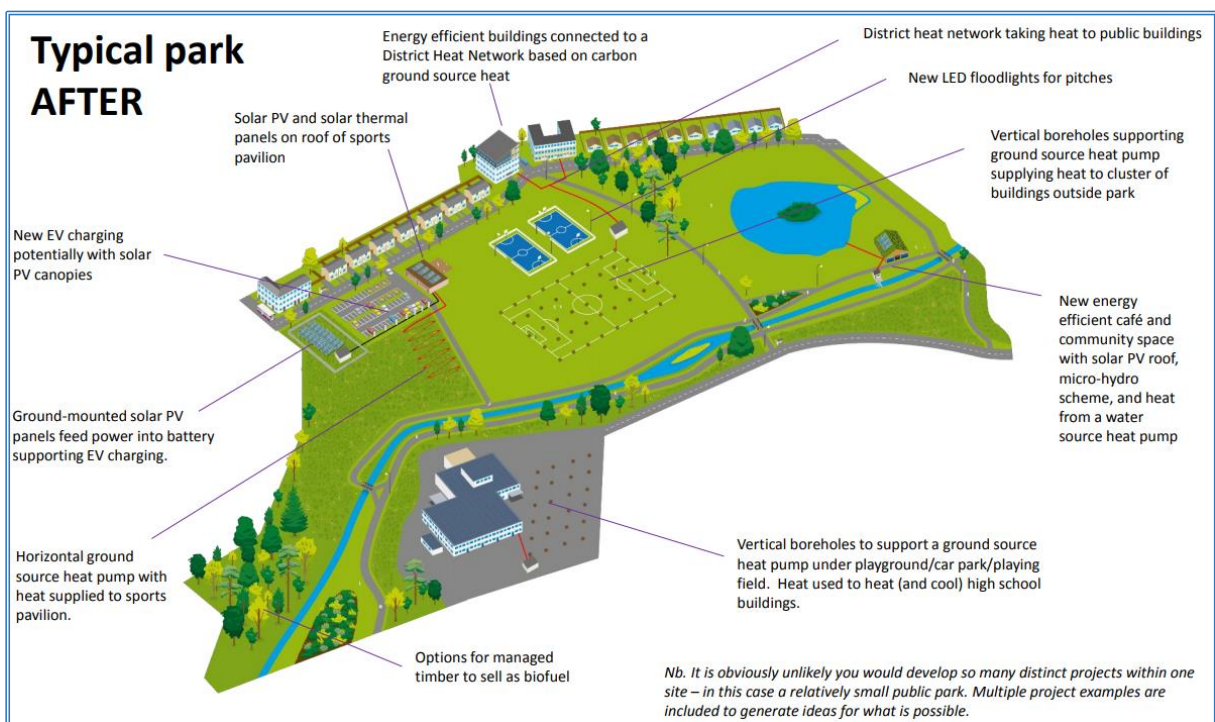 Typical park
AFTER
Energy efficient buildings connected to a
District Heat Network based on carbon
ground source heat
District heat network taking heat to public buildings
New LED floodlights for pitches
Solar PV and solar thermal
panels on roof of sports
pavilion
Vertical boreholes supporting
ground source heat pump
supplying heat to cluster of
buildings outside park
New EV charging
potentially with solar
PV canopies
New energy
efficient café and
community space
with solar PV roof,
micro-hydro
scheme, and heat
from a water
source heat pump
Ground-mounted solar PV
panels feed power into battery
supporting EV charging.
Horizontal ground
source heat pump with
heat supplied to sports
pavilion.
Vertical boreholes to support a ground source
heat pump under playground/car park/playing
field.  Heat used to heat (and cool) high school
buildings.
Options for managed
timber to sell as biofuel
Nb. It is obviously unlikely you would develop so many distinct projects within one
site – in this case a relatively small public park. Multiple project examples are
included to generate ideas for what is possible.